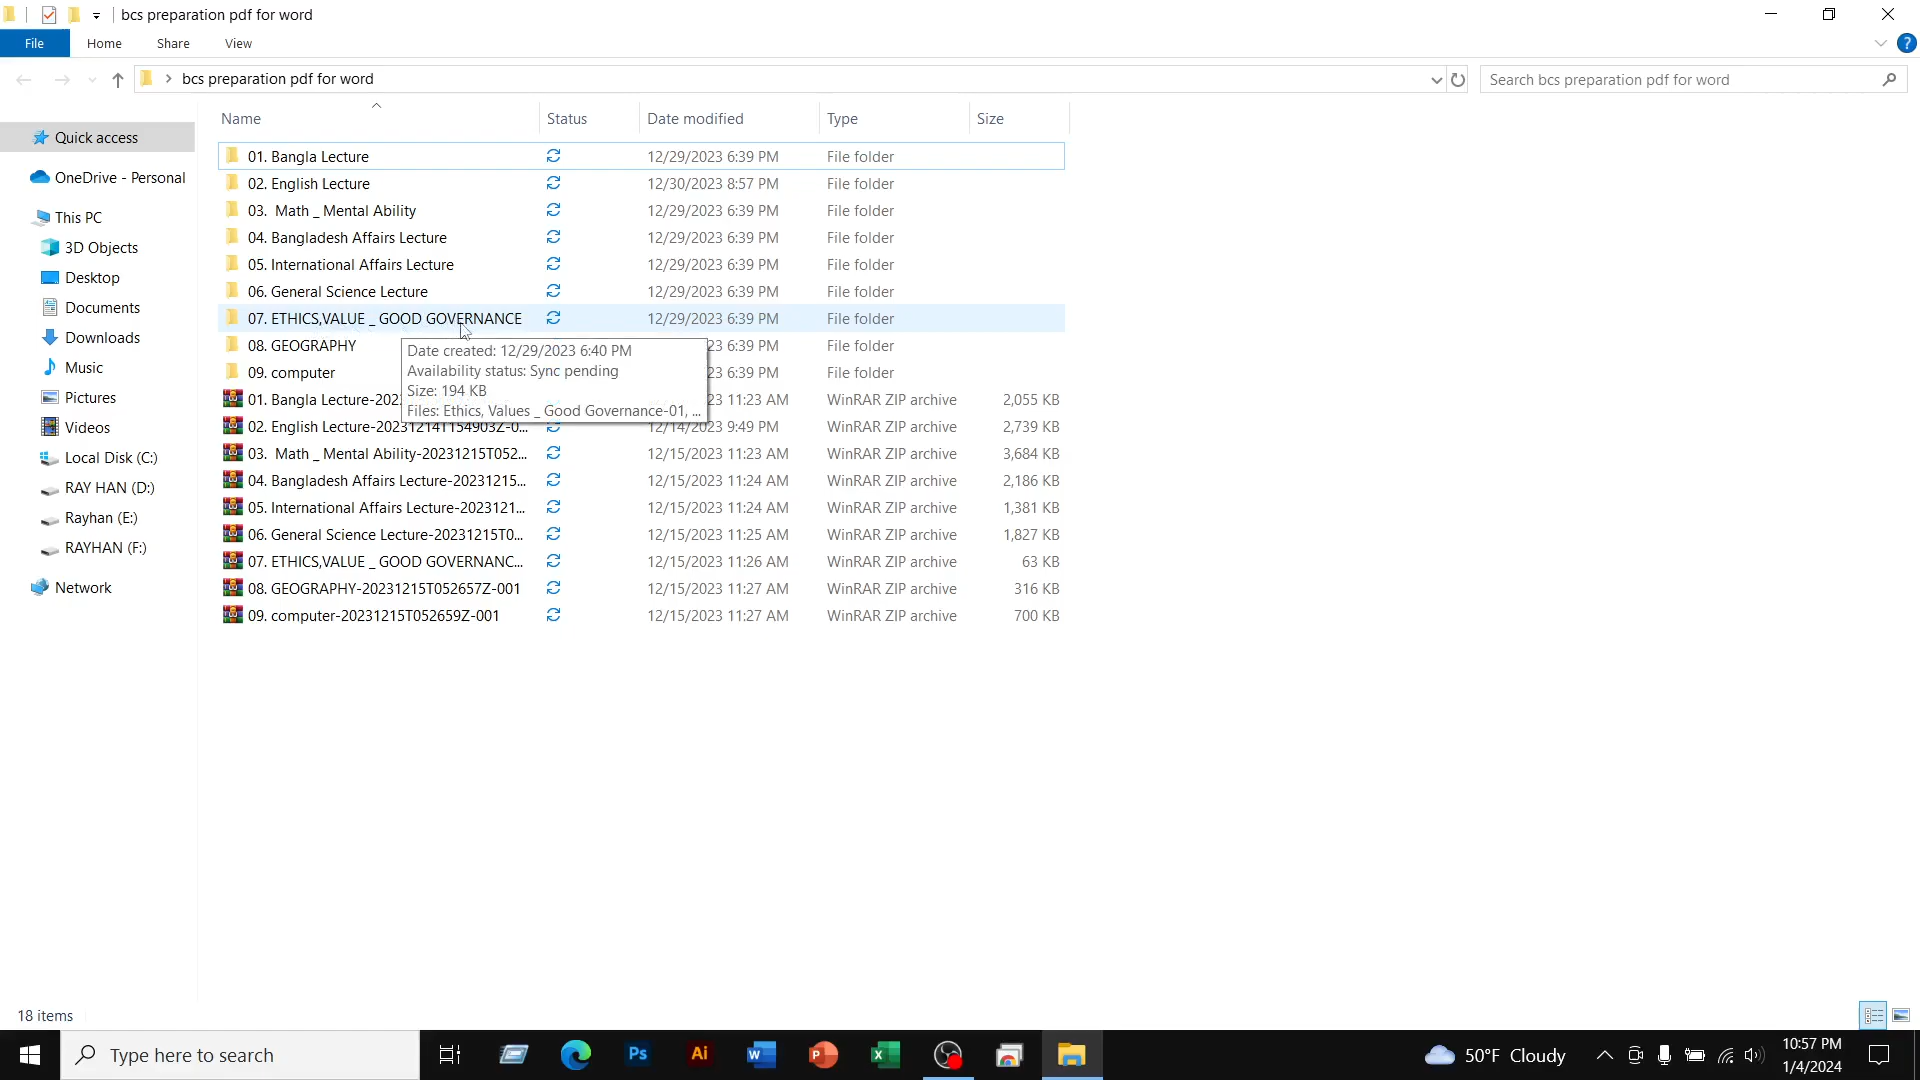 bcs preparation pdf for word
File Home Share View
bcs preparation pdf for word
Search bcs preparation pdf for word
Name Status Date modified Type Size
Quick access
OneDrive - Personal
This PC
3D Objects
Desktop
Documents
Downloads
Music
Pictures
Videos
Local Disk (C:)
RAY HAN (D:)
Rayhan (E:)
RAYHAN (F:)
Network
01. Bangla Lecture 12/29/2023 6:39 PM File folder
02. English Lecture 12/30/2023 8:57 PM File folder
03.  Math _ Mental Ability 12/29/2023 6:39 PM File folder
04. Bangladesh Affairs Lecture 12/29/2023 6:39 PM File folder
05. International Affairs Lecture 12/29/2023 6:39 PM File folder
06. General Science Lecture 12/29/2023 6:39 PM File folder
07. ETHICS,VALUE _ GOOD GOVERNANCE 12/29/2023 6:39 PM File folder
08. GEOGRAPHY 23 6:39 PM File folder
09. computer 23 6:39 PM File folder
Date created: 12/29/2023 6:40 PM
Availability status: Sync pending
Size: 194 KB
Files: Ethics, Values _ Good Governance-01, ...
01. Bangla Lecture-202 23 11:23 AM WinRAR ZIP archive 2,055 KB
02. English Lecture-20231214T154903Z-0... 12/14/2023 9:49 PM WinRAR ZIP archive 2,739 KB
03.  Math _ Mental Ability-20231215T052... 12/15/2023 11:23 AM WinRAR ZIP archive 3,684 KB
04. Bangladesh Affairs Lecture-20231215... 12/15/2023 11:24 AM WinRAR ZIP archive 2,186 KB
05. International Affairs Lecture-2023121... 12/15/2023 11:24 AM WinRAR ZIP archive 1,381 KB
06. General Science Lecture-20231215T0... 12/15/2023 11:25 AM WinRAR ZIP archive 1,827 KB
07. ETHICS,VALUE _ GOOD GOVERNANC... 12/15/2023 11:26 AM WinRAR ZIP archive 63 KB
08. GEOGRAPHY-20231215T052657Z-001 12/15/2023 11:27 AM WinRAR ZIP archive 316 KB
09. computer-20231215T052659Z-001 12/15/2023 11:27 AM WinRAR ZIP archive 700 KB
18 items
Type here to search
Ps
Ai
50°F Cloudy
10:57 PM
1/4/2024